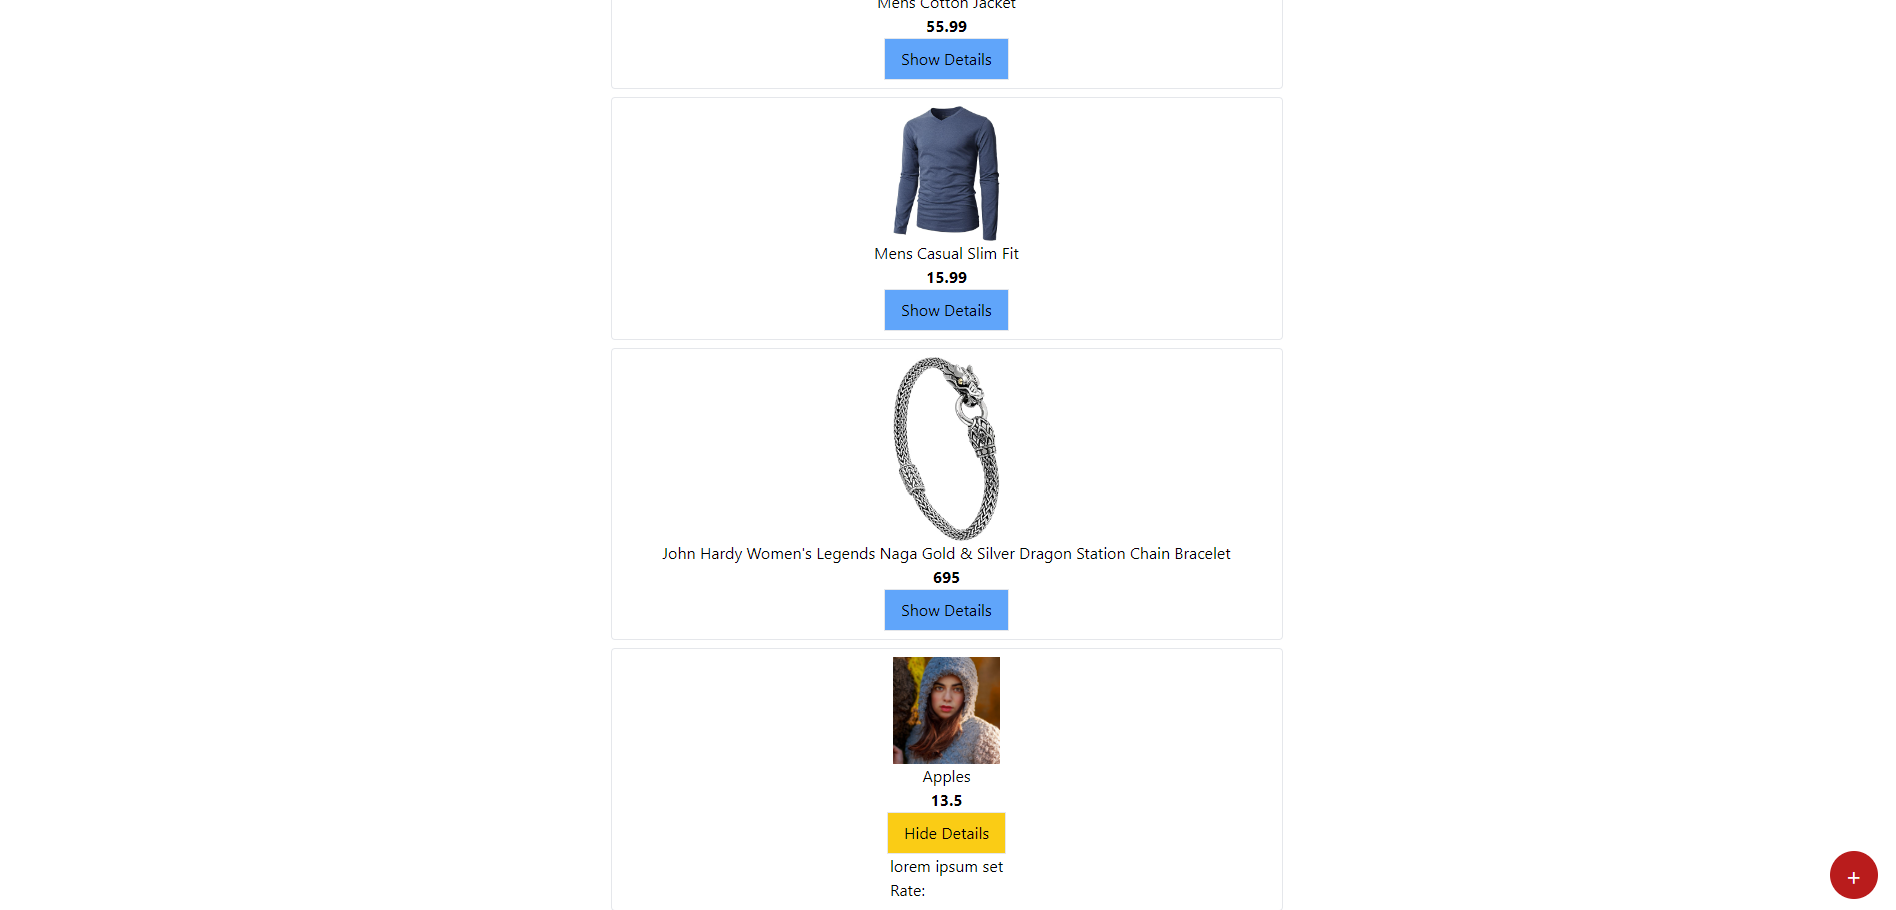 Mens Cotton Jacket
55.99
Show Details
Mens Casual Slim Fit
15.99
Show Details
John Hardy Women's Legends Naga Gold & Silver Dragon Station Chain Bracelet
695
Show Details
Apples
13.5
Hide Details
lorem ipsum set
Rate:
+